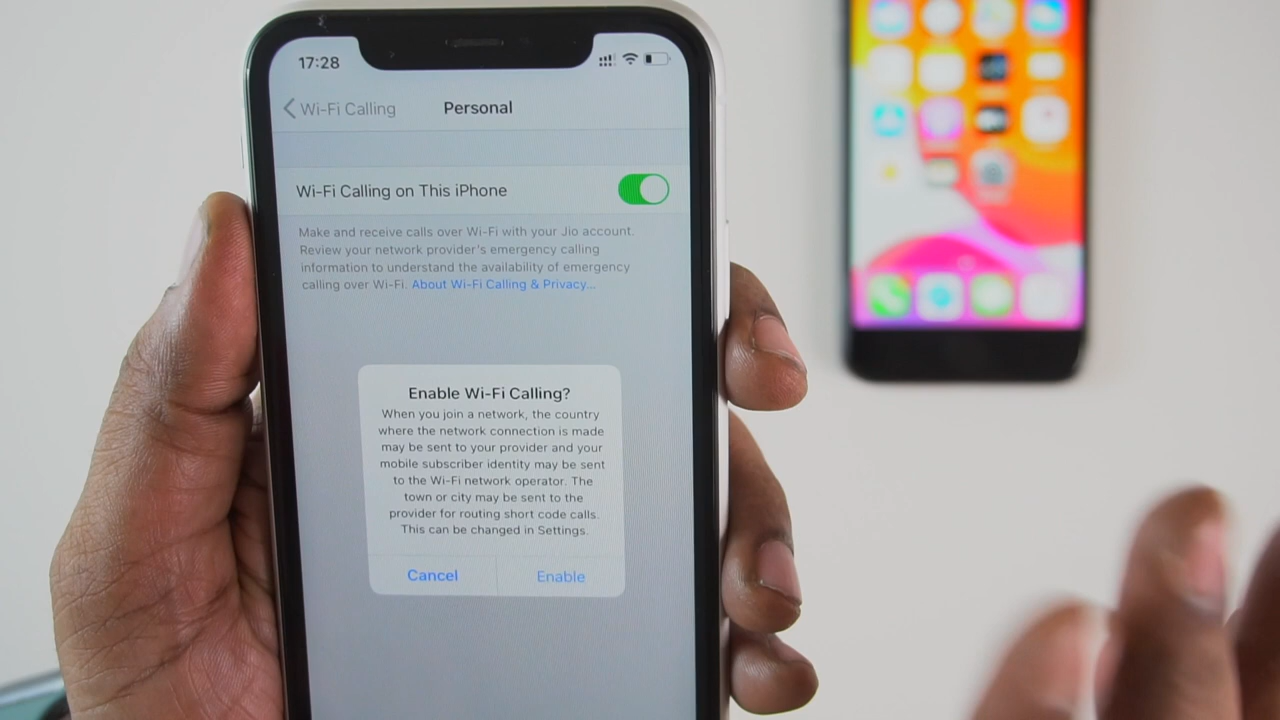 17:28
Wi-Fi Calling
Personal
Wi-Fi Calling on This iPhone
Make and receive calls over Wi-Fi with your Jio account.
Review your network provider's emergency calling
information to understand the availability of emergency
calling over Wi-Fi. About Wi-Fi Calling & Privacy...
Enable Wi-Fi Calling?
When you join a network, the country
where the network connection is made
may be sent to your provider and your
mobile subscriber identity may be sent
to the Wi-Fi network operator. The
town or city may be sent to the
provider for routing short code calls.
This can be changed in Settings.
Cancel
Enable